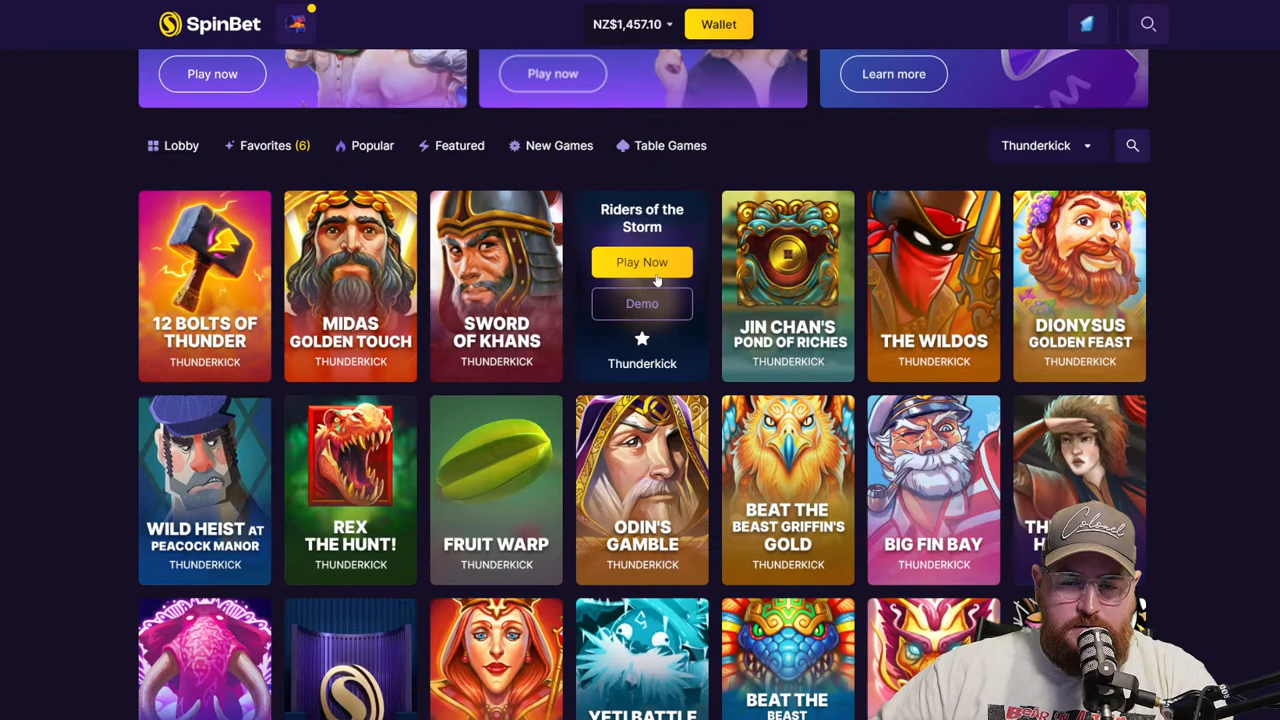 SpinBet
NZ$1,457.10
Wallet
Play now
Play now
Learn more
Lobby
Favorites (6)
Popular
Featured
New Games
Table Games
Thunderkick
12 BOLTS OF
THUNDER
THUNDERKICK
MIDAS
GOLDEN TOUCH
THUNDERKICK
SWORD
OF KHANS
THUNDERKICK
Riders of the
Storm
Play Now
Demo
Thunderkick
JIN CHAN'S
POND OF RICHES
THUNDERKICK
THE WILDOS
THUNDERKICK
DIONYSUS
GOLDEN FEAST
THUNDERKICK
WILD HEIST AT
PEACOCK MANOR
THUNDERKICK
REX
THE HUNT!
THUNDERKICK
FRUIT WARP
THUNDERKICK
ODIN'S
GAMBLE
THUNDERKICK
BEAT THE
BEAST GRIFFIN'S
GOLD
THUNDERKICK
BIG FIN BAY
THUNDERKICK
Colonel
YETI BATTLE
BEAT THE
BEAST